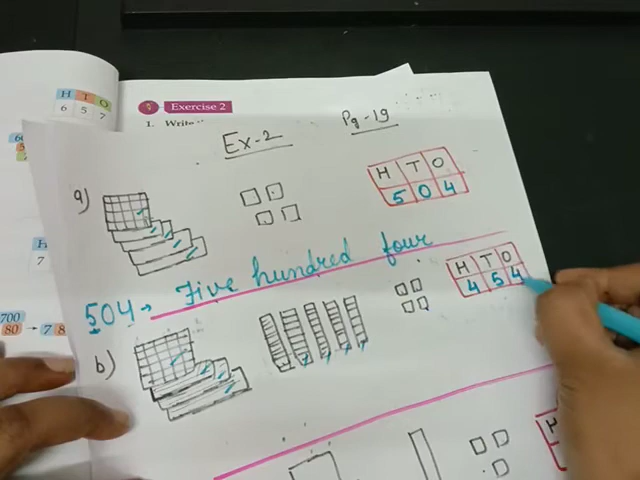 H T O
6 5 7
Exercise 2
1. Write
Ex-2
Pg-19
a)
H T O
5 0 4
504 → Five hundred four
b)
H T O
4 5 4
H
7
700
80 → 7 8
H